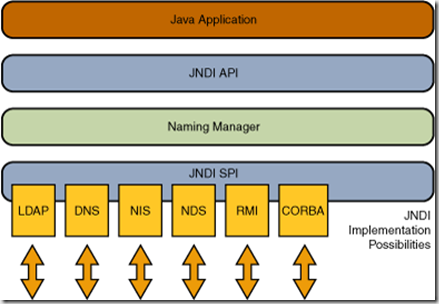 Java Application
JNDI API
Naming Manager
JNDI SPI
LDAP
DNS
NIS
NDS
RMI
CORBA
JNDI
Implementation
Possibilities